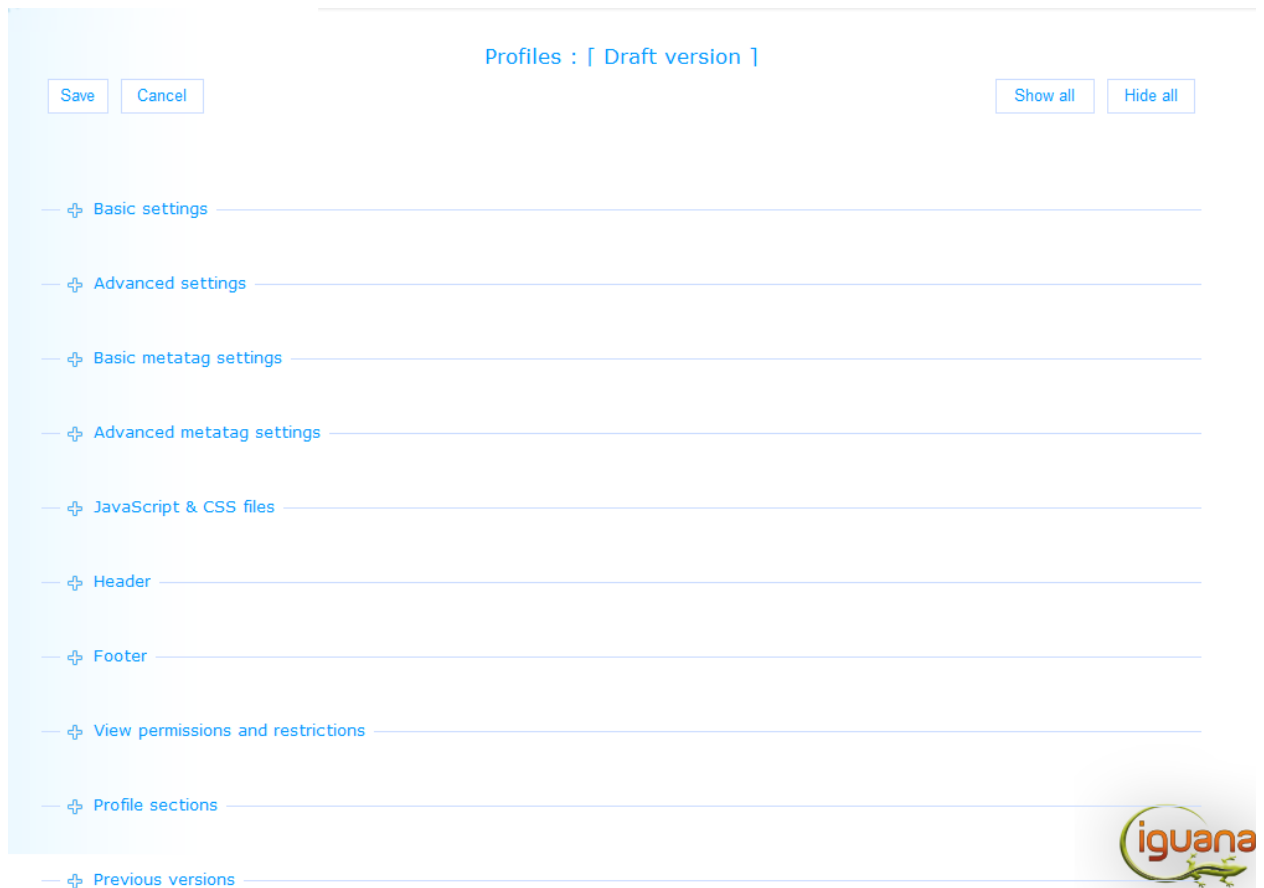 Profiles : [ Draft version ]
Save Cancel Show all Hide all
Basic settings
Advanced settings
Basic metatag settings
Advanced metatag settings
JavaScript & CSS files
Header
Footer
View permissions and restrictions
Profile sections
iguana
Previous versions